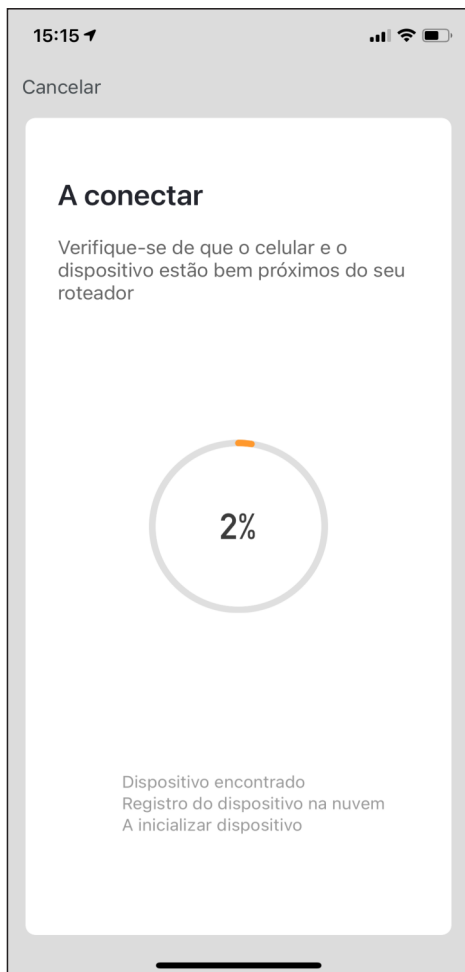 15:15
Cancelar
A conectar
Verifique-se de que o celular e o
dispositivo estão bem próximos do seu
roteador
2%
Dispositivo encontrado
Registro do dispositivo na nuvem
A inicializar dispositivo